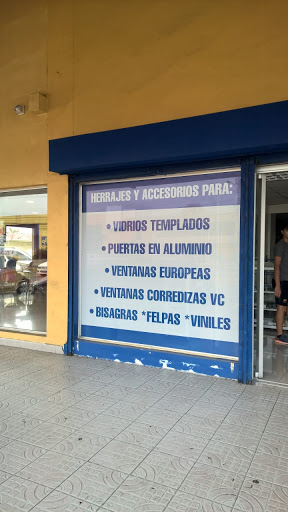 HERRAJES Y ACCESORIOS PARA:
• VIDRIOS TEMPLADOS
• PUERTAS EN ALUMINIO
• VENTANAS EUROPEAS
• VENTANAS CORREDIZAS VC
• BISAGRAS *FELPAS *VINILES